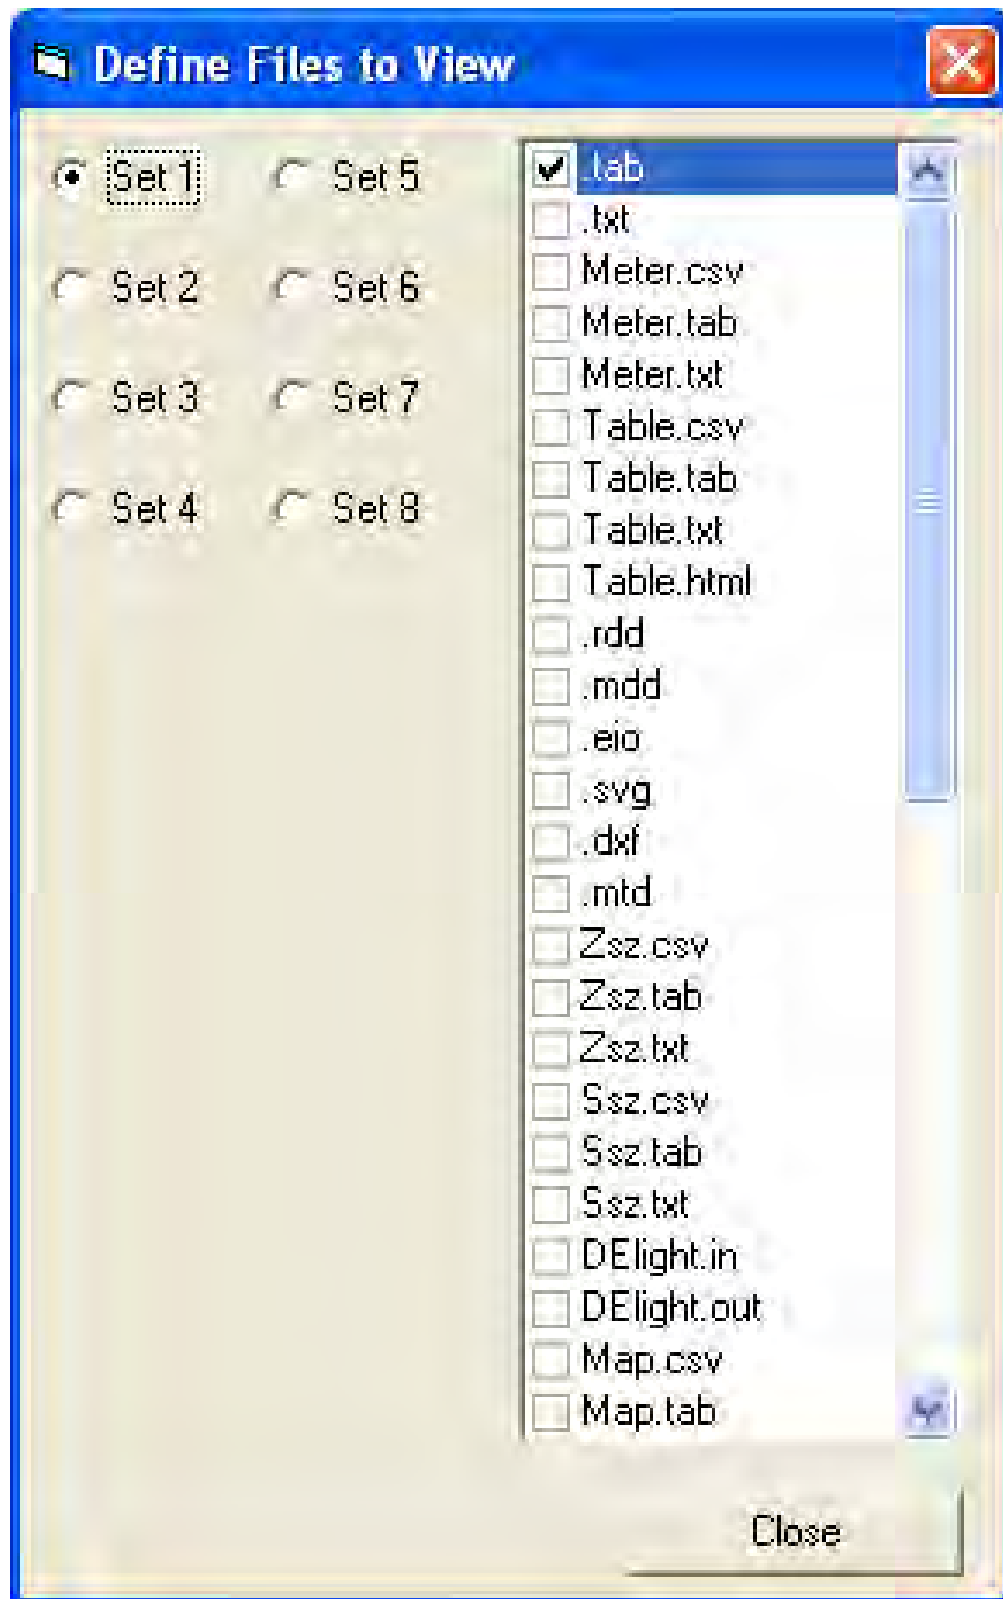 Define Files to View
Set 1
Set 5
Set 2
Set 6
Set 3
Set 7
Set 4
Set 8
.tab
.txt
Meter.csv
Meter.tab
Meter.txt
Table.csv
Table.tab
Table.txt
Table.html
.rdd
.mdd
.eio
.svg
.dxf
.mtd
Zsz.csv
Zsz.tab
Zsz.txt
Ssz.csv
Ssz.tab
Ssz.txt
DElight.in
DElight.out
Map.csv
Map.tab
Close